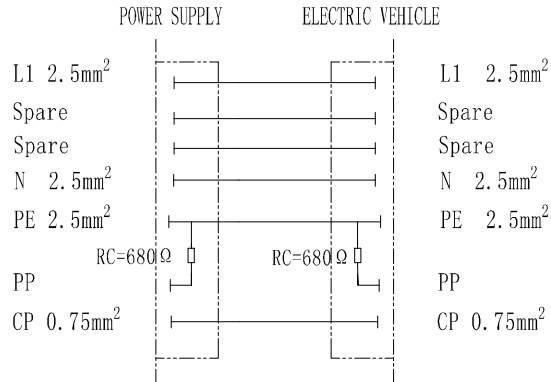 POWER SUPPLY ELECTRIC VEHICLE
L1 2.5mm² L1 2.5mm²
Spare Spare
Spare Spare
N 2.5mm² N 2.5mm²
PE 2.5mm² PE 2.5mm²
RC=680Ω RC=680Ω
PP PP
CP 0.75mm² CP 0.75mm²